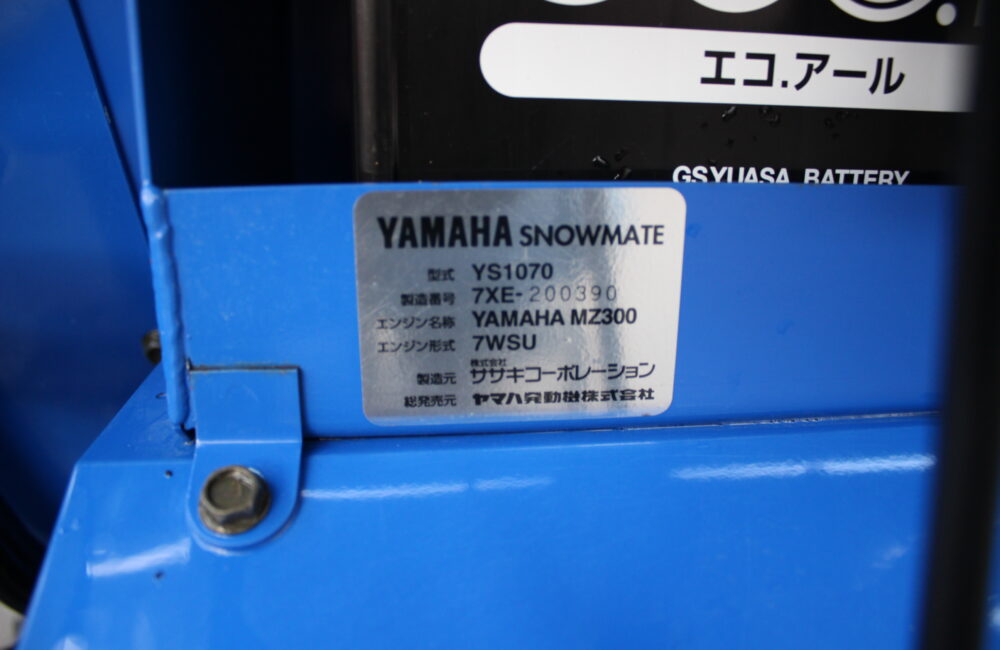 エコ.アール
GSYUASA BATTERY
YAMAHA SNOWMATE
型式 YS1070
製造番号 7XE-200390
エンジン名称 YAMAHA MZ300
エンジン形式 7WSU
製造元 株式会社ササキコーポレーション
総発売元 ヤマハ発動機株式会社